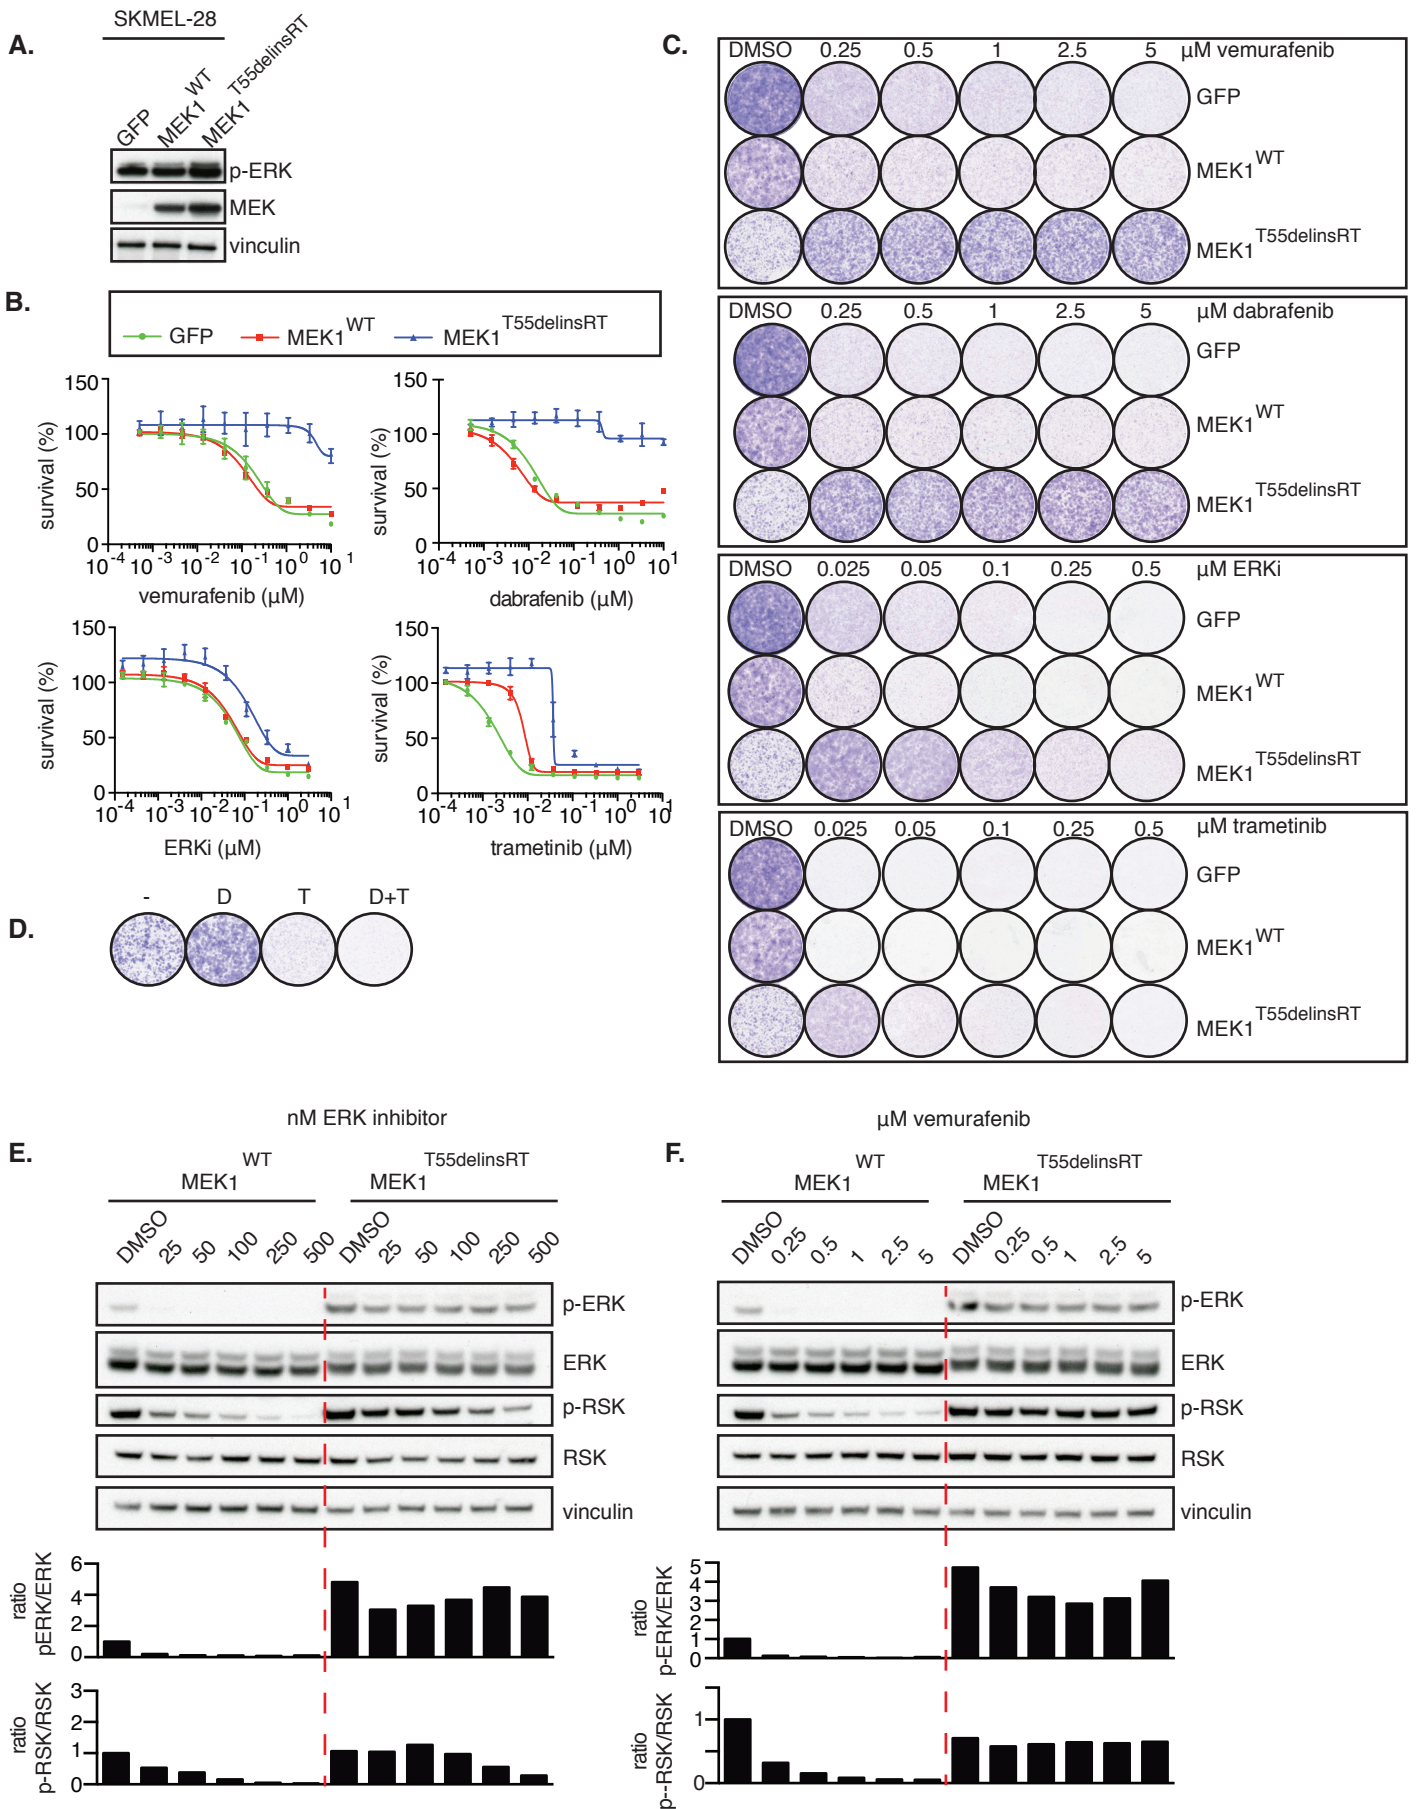 SKMEL-28
A.
GFP
MEK1 WT
MEK1 T55delinsRT
p-ERK
MEK
vinculin
B.
GFP
MEK1 WT
MEK1 T55delinsRT
survival (%)
150
100
50
0
10-4 10-3 10-2 10-1 100 101
vemurafenib (µM)
survival (%)
150
100
50
0
10-4 10-3 10-2 10-1 100 101
dabrafenib (µM)
survival (%)
150
100
50
0
10-4 10-3 10-2 10-1 100 101
ERKi (µM)
survival (%)
150
100
50
0
10-4 10-3 10-2 10-1 100 101
trametinib (µM)
C.
DMSO 0.25 0.5 1 2.5 5 µM vemurafenib
GFP
MEK1 WT
MEK1 T55delinsRT
DMSO 0.25 0.5 1 2.5 5 µM dabrafenib
GFP
MEK1 WT
MEK1 T55delinsRT
DMSO 0.025 0.05 0.1 0.25 0.5 µM ERKi
GFP
MEK1 WT
MEK1 T55delinsRT
DMSO 0.025 0.05 0.1 0.25 0.5 µM trametinib
GFP
MEK1 WT
MEK1 T55delinsRT
D.
- D T D+T
nM ERK inhibitor
E.
MEK1 WT MEK1 T55delinsRT
DMSO 25 50 100 250 500 DMSO 25 50 100 250 500
p-ERK
ERK
p-RSK
RSK
vinculin
ratio
pERK/ERK
6
4
2
0
ratio
p-RSK/RSK
3
2
1
0
µM vemurafenib
F.
MEK1 WT MEK1 T55delinsRT
DMSO 0.25 0.5 1 2.5 5 DMSO 0.25 0.5 1 2.5 5
p-ERK
ERK
p-RSK
RSK
vinculin
ratio
p-ERK/ERK
5
4
3
2
1
0
ratio
p--RSK/RSK
1
0